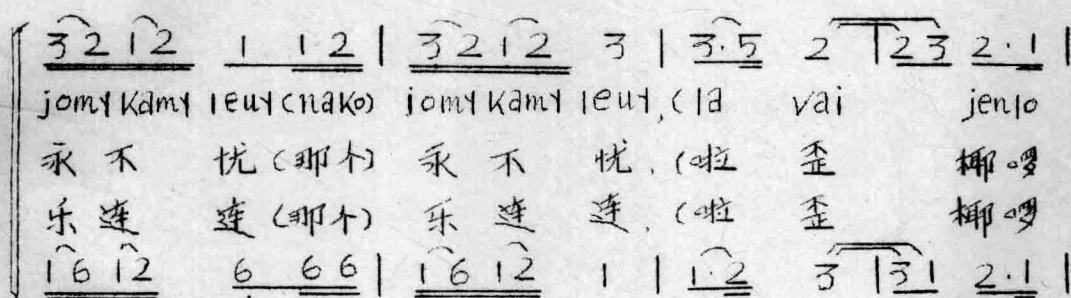 3 2 1 2 1 1 2 | 3 2 1 2 3 | 3·5 2 | 2 3 2·1 |
jomy kamy leuy (nako) jomy kamy leuy, (la vai jenlo
永 不 忧 (那个) 永 不 忧, (啦 歪 椰啰
乐 连 连 (那个) 乐 连 连, (啦 歪 椰啰
1 6 1 2 6 6 6 | 1 6 1 2 1 | 1·2 3 | 3 1 2·1 |